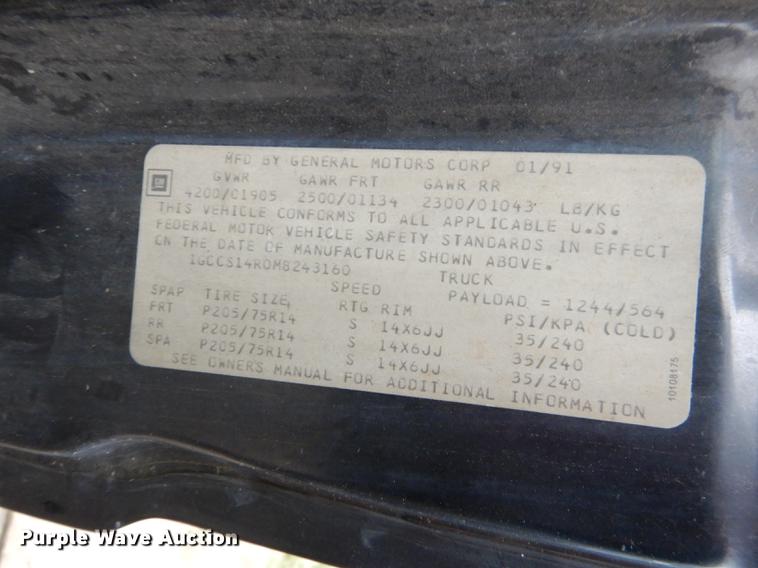 MFD BY GENERAL MOTORS CORP 01/91
GVWR GAWR FRT GAWR RR
GM
4200/01905 2500/01134 2300/01043 LB/KG
THIS VEHICLE CONFORMS TO ALL APPLICABLE U.S.
FEDERAL MOTOR VEHICLE SAFETY STANDARDS IN EFFECT
ON THE DATE OF MANUFACTURE SHOWN ABOVE.
1GCCS14R0M8243160 TRUCK
SPEED PAYLOAD = 1244/564
SPAP TIRE SIZE RTG RIM PSI/KPA (COLD)
FRT P205/75R14 S 14X6JJ 35/240
RR P205/75R14 S 14X6JJ 35/240
SPA P205/75R14 S 14X6JJ 35/240
SEE OWNERS MANUAL FOR ADDITIONAL INFORMATION
10108175
Purple Wave Auction